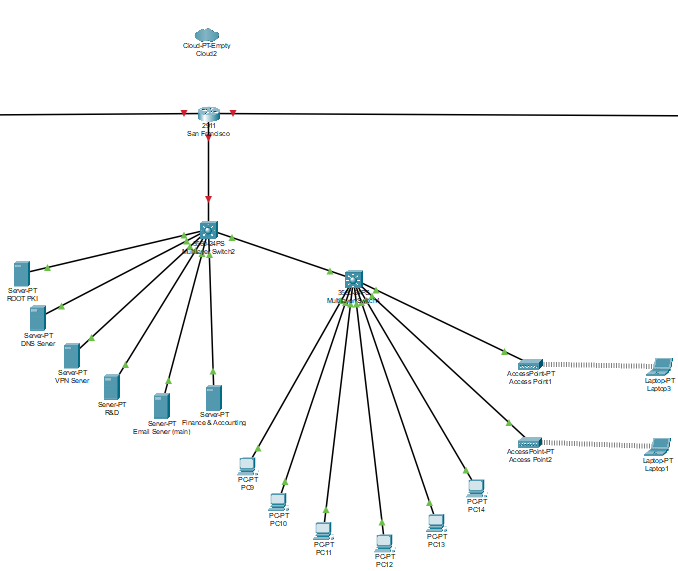 Cloud-PT-Empty
Cloud2
2911
San Francisco
Multilayer Switch2
Server-PT
ROOT PKI
Server-PT
DNS Server
Server-PT
VPN Server
Server-PT
R&D
Server-PT
Email Server (main)
Server-PT
Finance & Accounting
AccessPoint-PT
Access Point1
Laptop-PT
Laptop3
AccessPoint-PT
Access Point2
Laptop-PT
Laptop1
PC-PT
PC9
PC-PT
PC10
PC-PT
PC11
PC-PT
PC12
PC-PT
PC13
PC-PT
PC14